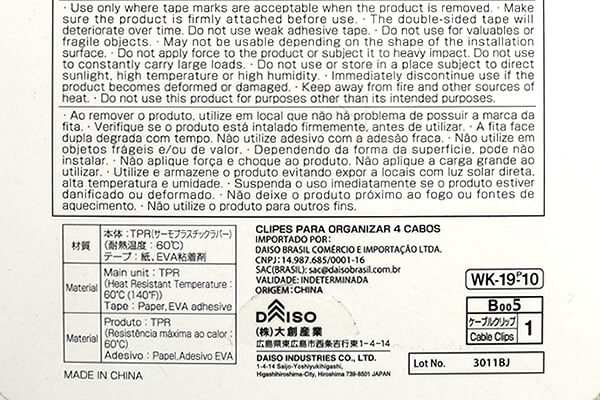 · Use only where tape marks are acceptable when the product is removed. · Make
sure the product is firmly attached before use. · The double-sided tape will
deteriorate over time. Do not use weak adhesive tape. · Do not use for valuables or
fragile objects. · May not be usable depending on the shape of the installation
surface. · Do not apply force to the product or subject it to heavy impact. Do not use
to constantly carry large loads. · Do not use or store in a place subject to direct
sunlight, high temperature or high humidity. · Immediately discontinue use if the
product becomes deformed or damaged. · Keep away from fire and other sources of
heat. · Do not use this product for purposes other than its intended purposes.
· Ao remover o produto, utilize em local que não há problema de possuir a marca da
fita. · Verifique se o produto está intalado firmemente, antes de utilizar. · A fita face
dupla degrada com tempo. Não utilize adesivo com a adesão fraca. · Não utilize em
objetos frágeis e/ou de valor. · Dependendo da forma da superfície, pode não
instalar. · Não aplique força e choque ao produto. Não aplique a carga grande ao
utilizar. · Utilize e armazene o produto evitando expor a locais com luz solar direta,
alta temperatura e umidade. · Suspenda o uso imediatamente se o produto estiver
danificado ou deformado. · Não deixe o produto próximo ao fogo ou fontes de
aquecimento. · Não utilize o produto para outros fins.
材質
本体：TPR(サーモプラスチックラバー)
(耐熱温度：60℃)
テープ：紙、EVA粘着剤
Material
Main unit : TPR
(Heat Resistant Temperature :
60°C (140°F))
Tape : Paper, EVA adhesive
Material
Produto : TPR
(Resistência máxima ao calor :
60°C)
Adesivo : Papel,Adesivo EVA
MADE IN CHINA
CLIPES PARA ORGANIZAR 4 CABOS
IMPORTADO POR:
DAISO BRASIL COMÉRCIO E IMPORTAÇÃO LTDA.
CNPJ: 14.987.685/0001-16
SAC(BRASIL): sac@daisobrasil.com.br
VALIDADE: INDETERMINADA
ORIGEM: CHINA
DAISO
(株)大創産業
広島県東広島市西条吉行東1-4-14
DAISO INDUSTRIES CO., LTD.
1-4-14 Saijo-Yoshiyukihigashi,
Higashihiroshima-City, Hiroshima 739-8501 JAPAN
WK-19-P-10
B005
ケーブルクリップ
Cable Clips
1
Lot No. 3011BJ